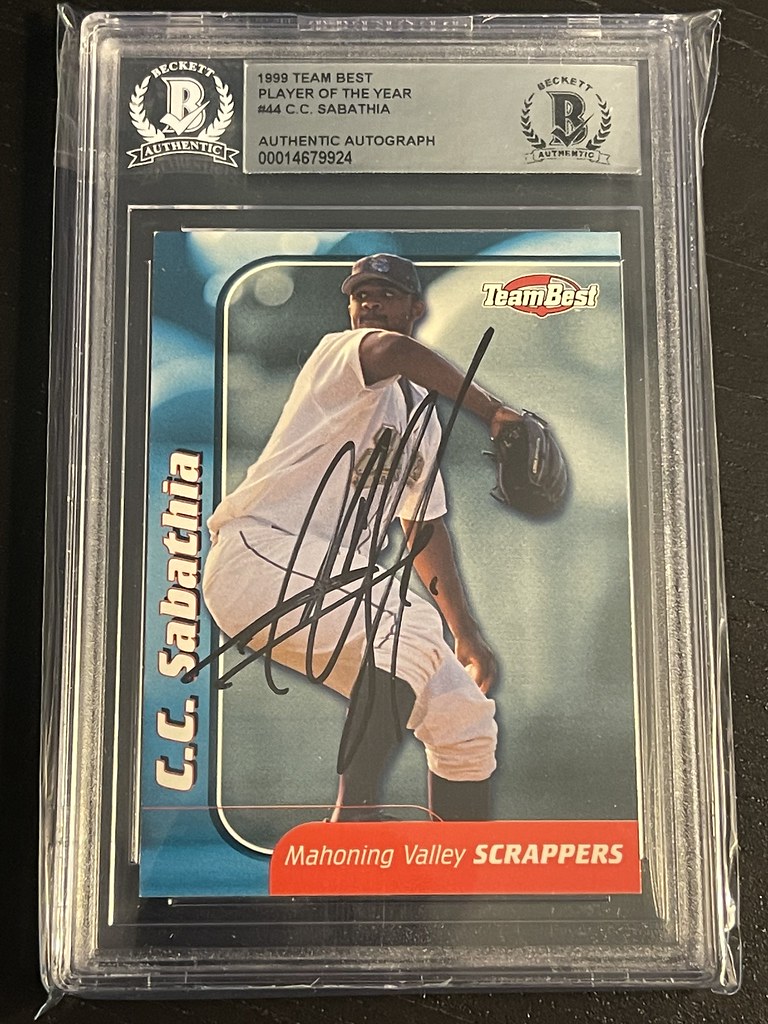 BECKETT
B
AUTHENTIC
1999 TEAM BEST
PLAYER OF THE YEAR
#44 C.C. SABATHIA
AUTHENTIC AUTOGRAPH
00014679924
BECKETT
B
AUTHENTIC
TeamBest
C.C. Sabathia
Mahoning Valley SCRAPPERS